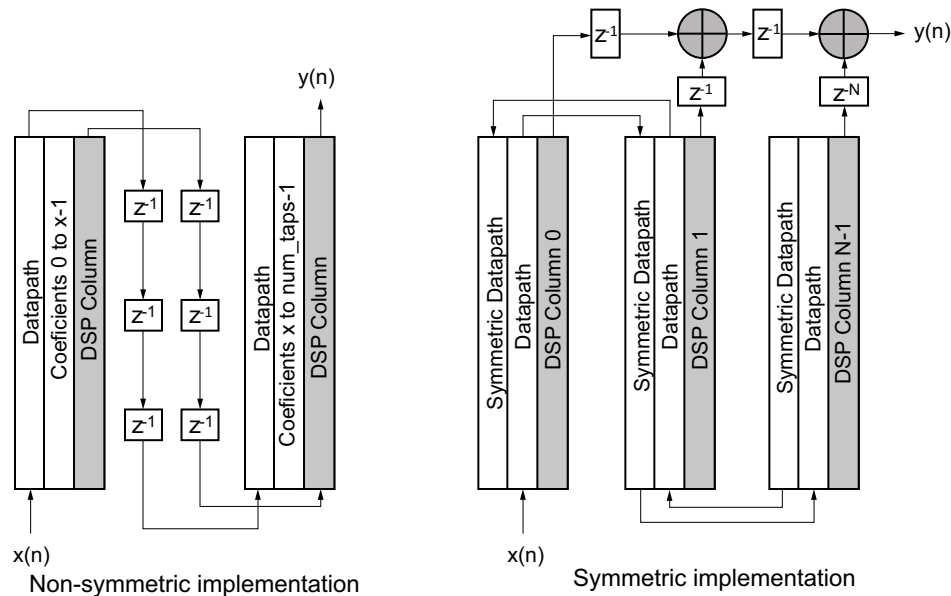 y(n)
Datapath
Coeficients 0 to x-1
DSP Column
z-1
z-1
z-1
z-1
z-1
z-1
Datapath
Coeficients x to num_taps-1
DSP Column
x(n)
Non-symmetric implementation
z-1
z-1
y(n)
z-1
z-N
Symmetric Datapath
Datapath
DSP Column 0
Symmetric Datapath
Datapath
DSP Column 1
Symmetric Datapath
Datapath
DSP Column N-1
x(n)
Symmetric implementation